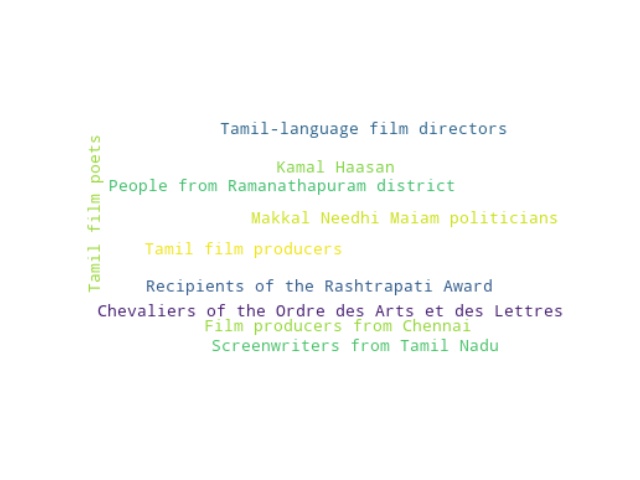 Tamil-language film directors
Kamal Haasan
People from Ramanathapuram district
Makkal Needhi Maiam politicians
Tamil film producers
Recipients of the Rashtrapati Award
Chevaliers of the Ordre des Arts et des Lettres
Film producers from Chennai
Screenwriters from Tamil Nadu
Tamil film poets